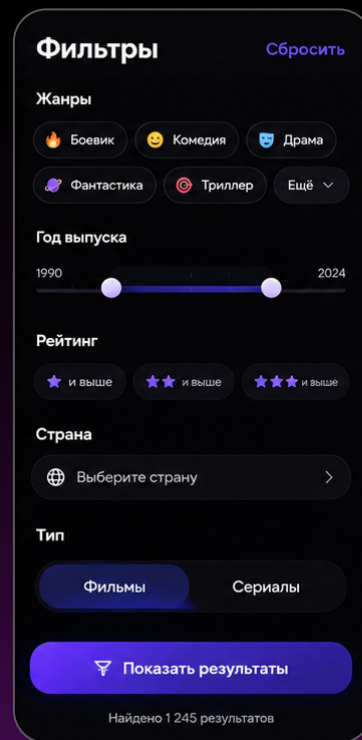 Фильтры Сбросить
Жанры
Боевик Комедия Драма
Фантастика Триллер Ещё
Год выпуска
1990 2024
Рейтинг
и выше и выше и выше
Страна
Выберите страну
Тип
Фильмы Сериалы
Показать результаты
Найдено 1 245 результатов